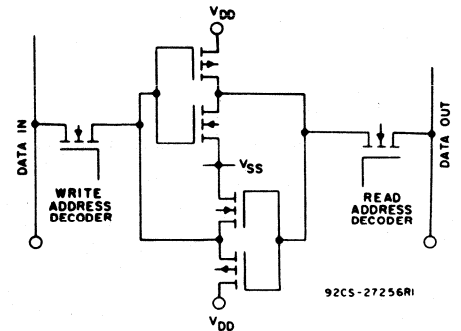 VDD
DATA IN
WRITE
ADDRESS
DECODER
VSS
READ
ADDRESS
DECODER
DATA OUT
92CS-27256R1
VDD